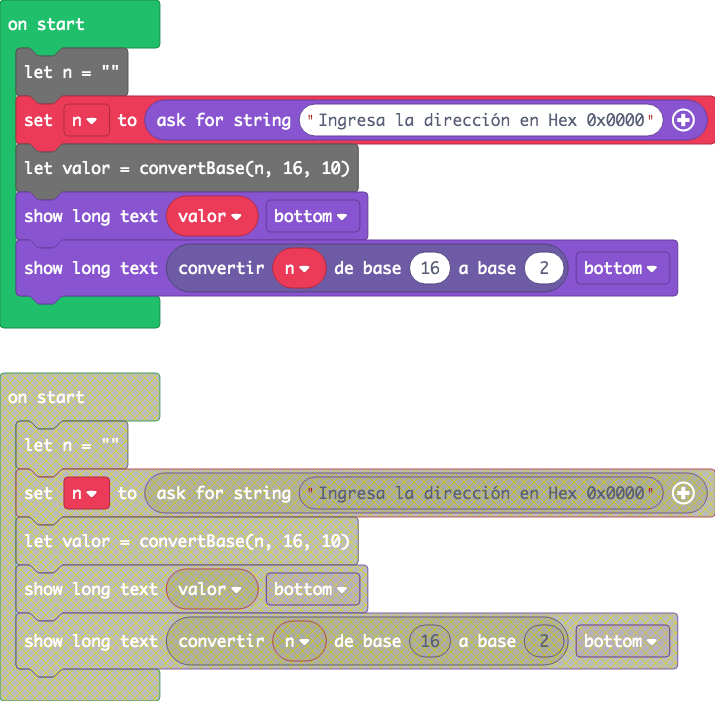 on start
let n = ""
set n to ask for string "Ingresa la dirección en Hex 0x0000"
let valor = convertBase(n, 16, 10)
show long text valor bottom
show long text convertir n de base 16 a base 2 bottom
on start
let n = ""
set n to ask for string "Ingresa la dirección en Hex 0x0000"
let valor = convertBase(n, 16, 10)
show long text valor bottom
show long text convertir n de base 16 a base 2 bottom